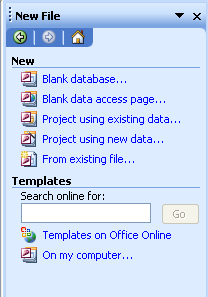 New File
New
Blank database...
Blank data access page...
Project using existing data...
Project using new data...
From existing file...
Templates
Search online for:
Go
Templates on Office Online
On my computer...